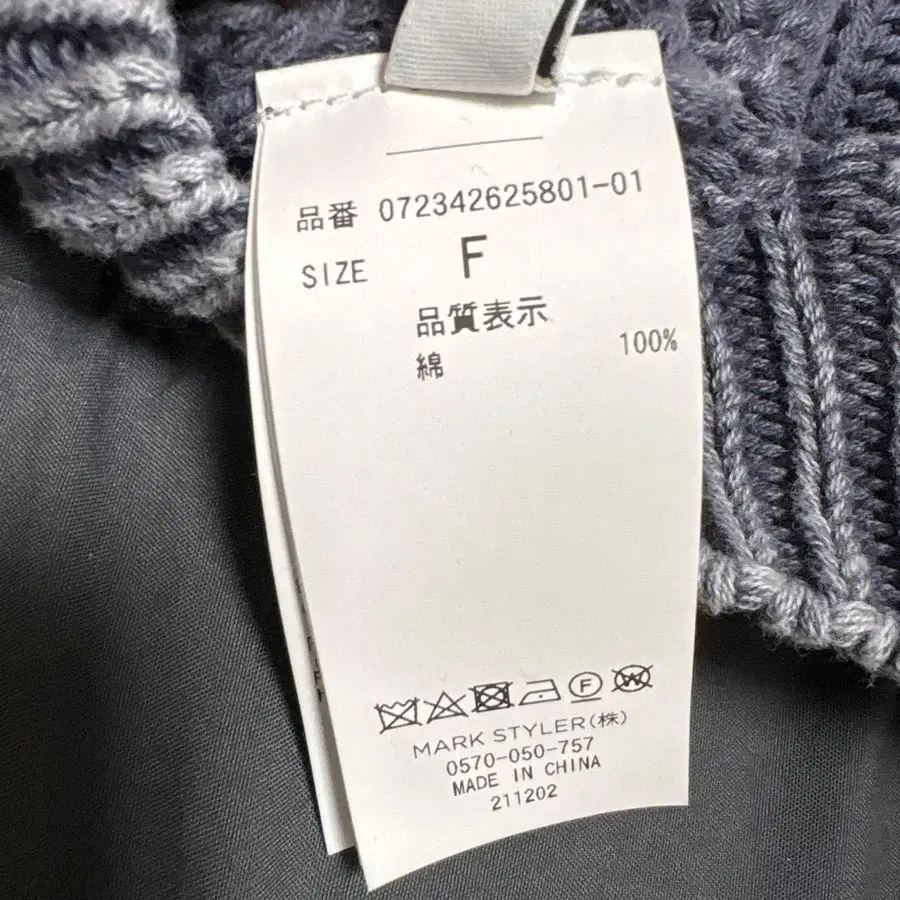 品番 072342625801-01
SIZE F
品質表示
綿 100%
F W
MARK STYLER(株)
0570-050-757
MADE IN CHINA
211202